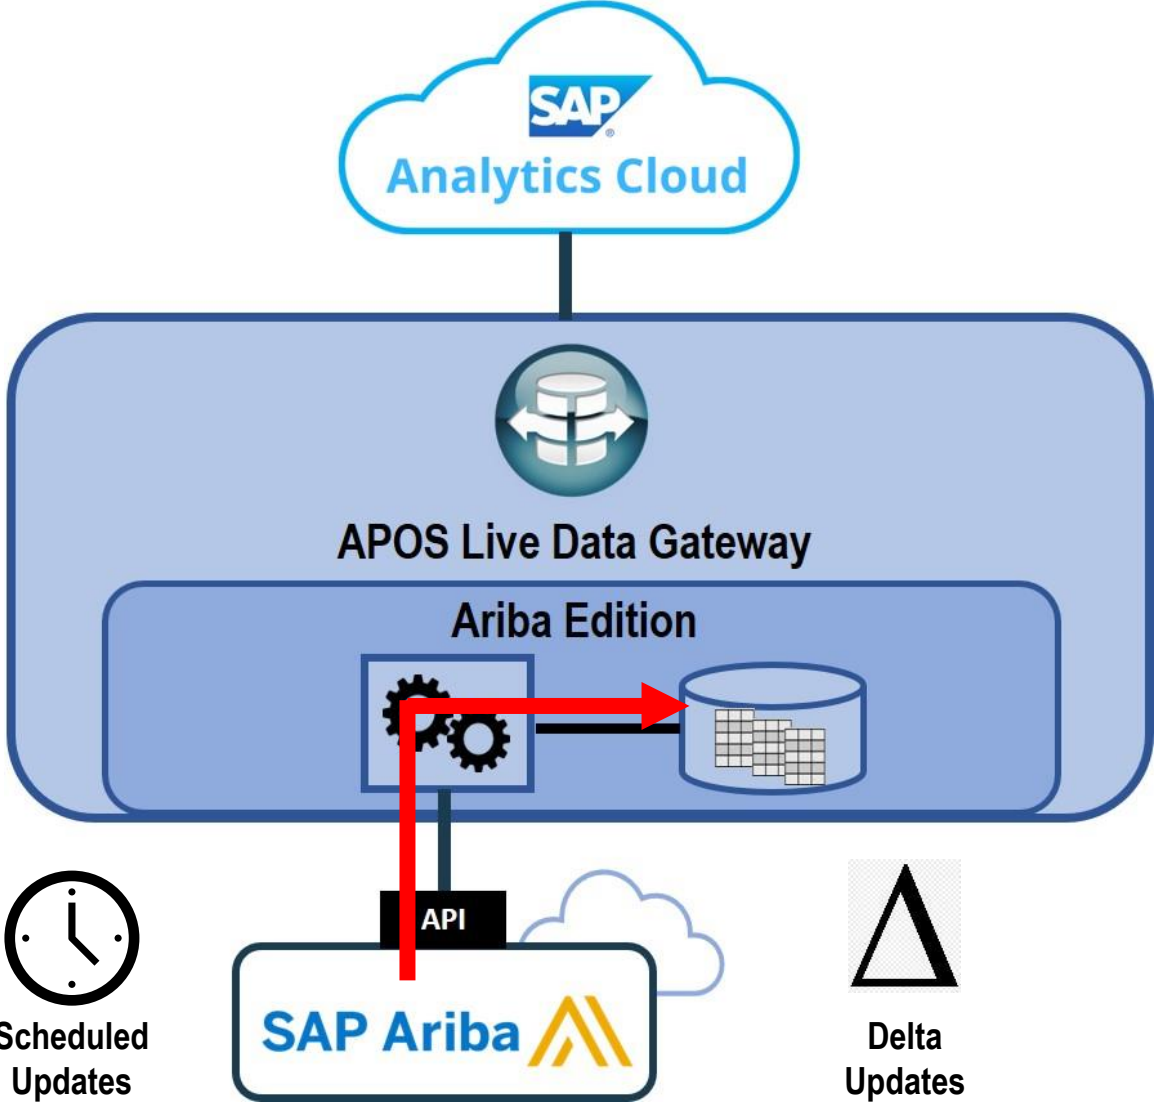 SAP
®
Analytics Cloud
APOS Live Data Gateway
Ariba Edition
API
SAP Ariba
Scheduled
Updates
Delta
Updates